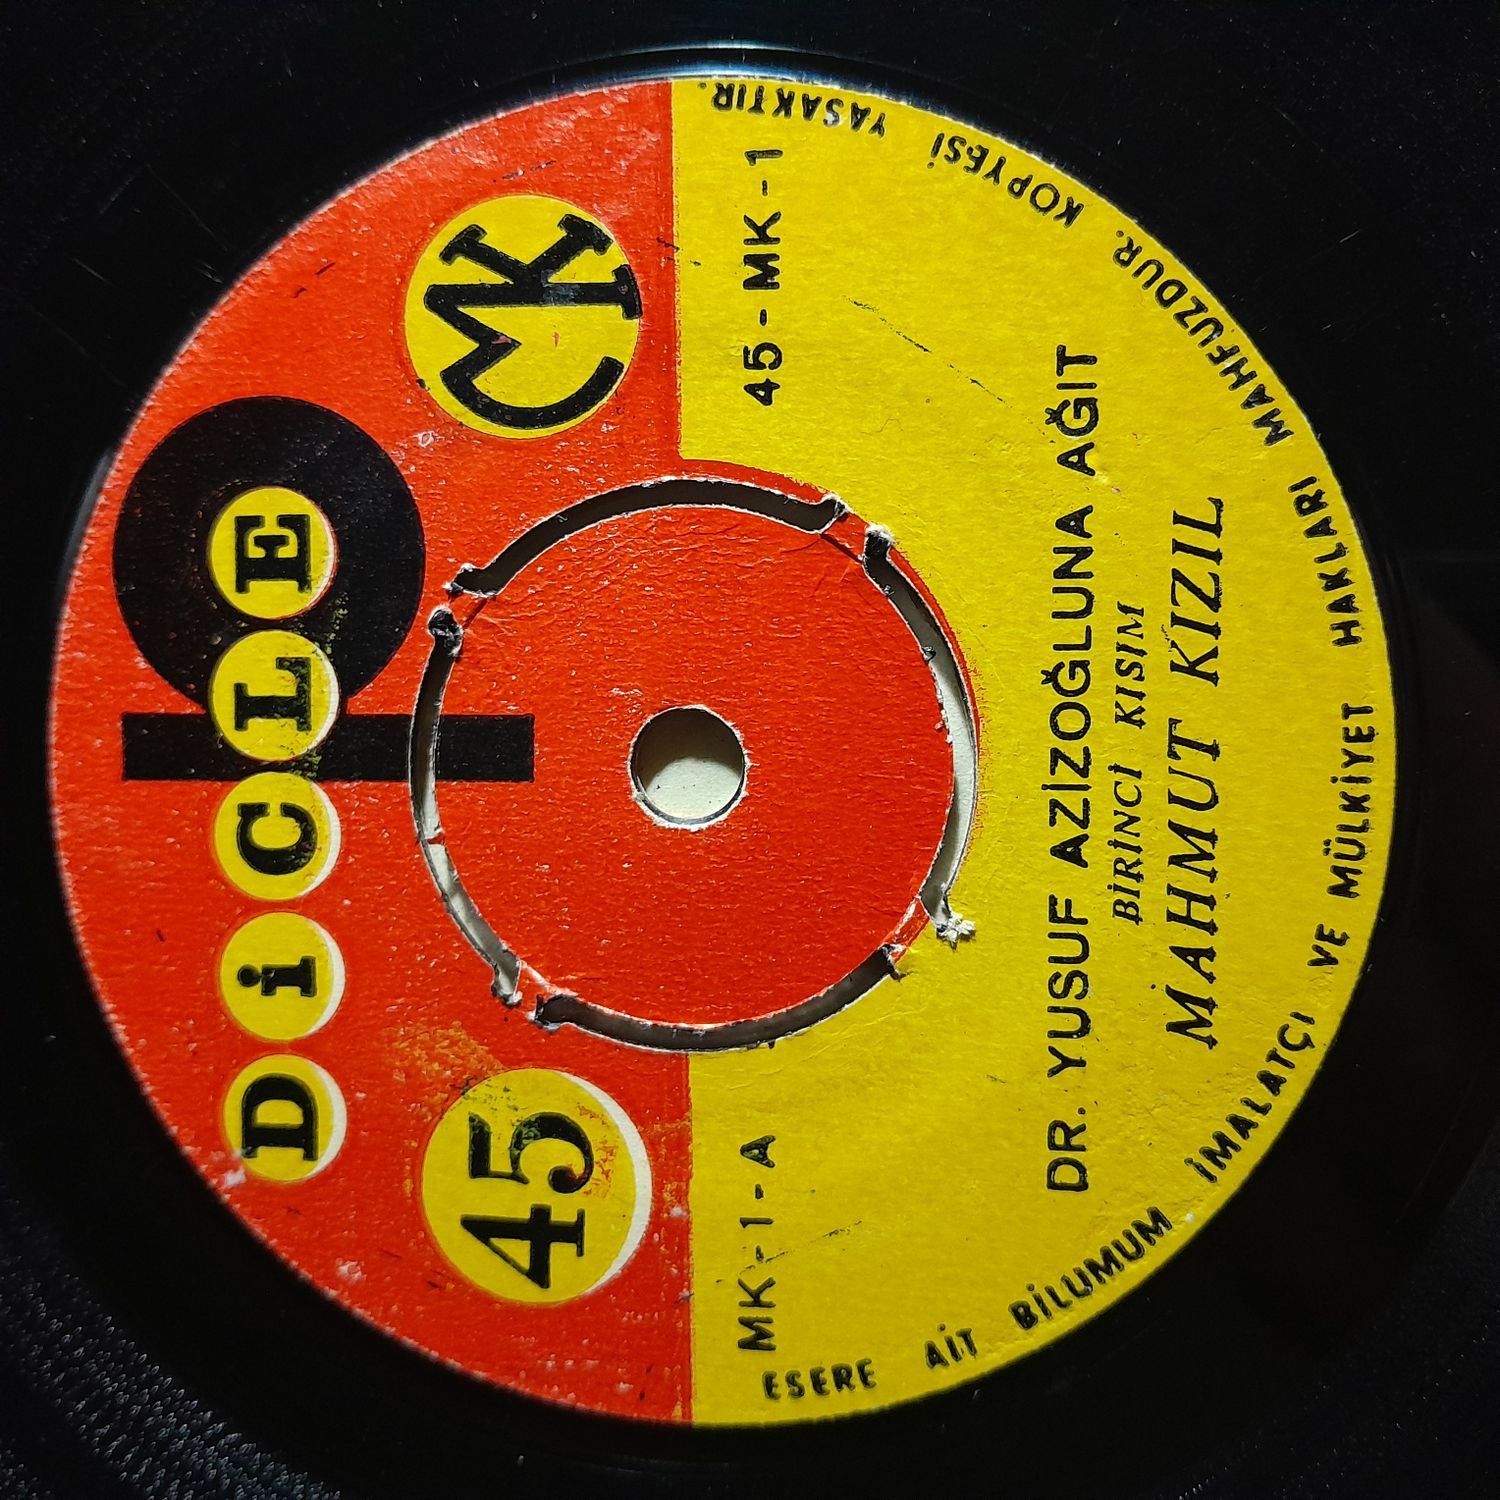 DiCLE
45
MK
MK-1-A
45-MK-1
DR. YUSUF AZİZOĞLUNA AĞIT
BİRİNCİ KISIM
MAHMUT KIZIL
ESERE AİT BİLUMUM İMALATÇI VE MÜLKİYET HAKLARI MAHFUZDUR. KOPYESİ YASAKTIR.